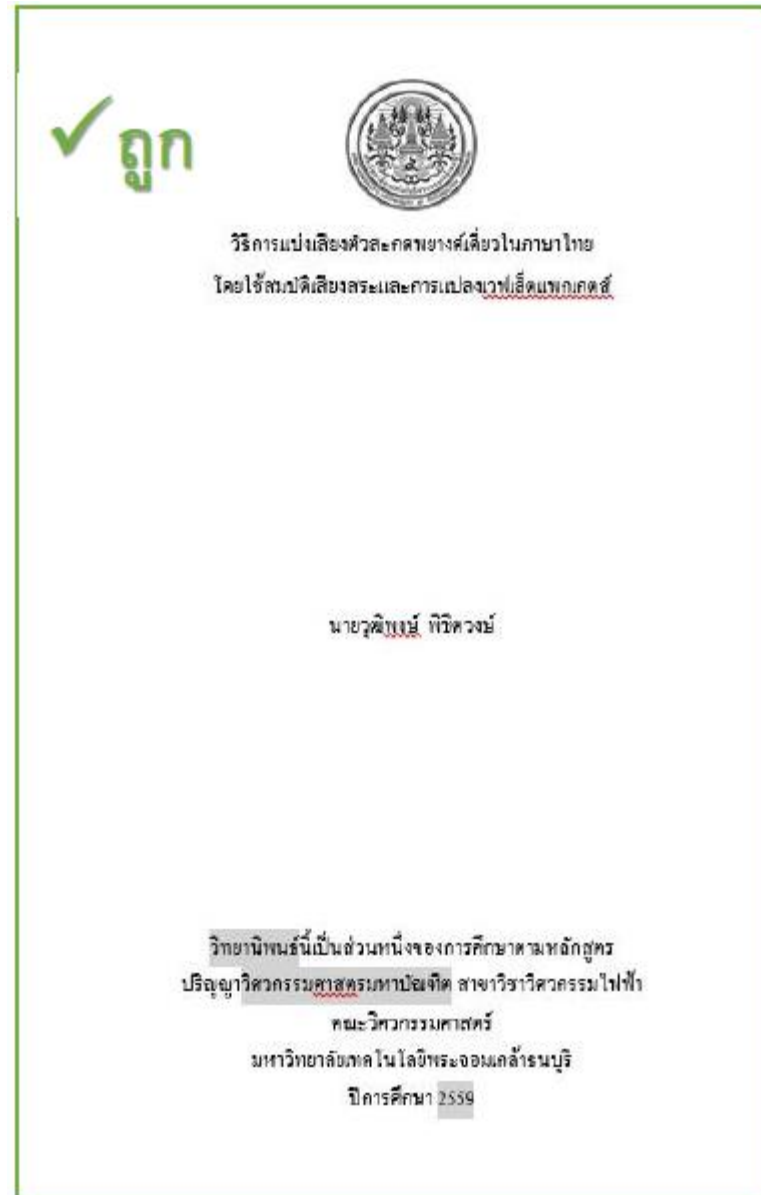 ✓ ถูก
วิธีการแบ่งเสียงตัวสะกดพยางค์เดี่ยวในภาษาไทย
โดยใช้สมบัติเสียงสระและการแปลงเวฟเล็ตแพกเกตส์
นายวุฒิพงษ์ พิชิตวงษ์
วิทยานิพนธ์นี้เป็นส่วนหนึ่งของการศึกษาตามหลักสูตร
ปริญญาวิศวกรรมศาสตรมหาบัณฑิต สาขาวิชาวิศวกรรมไฟฟ้า
คณะวิศวกรรมศาสตร์
มหาวิทยาลัยเทคโนโลยีพระจอมเกล้าธนบุรี
ปีการศึกษา 2559